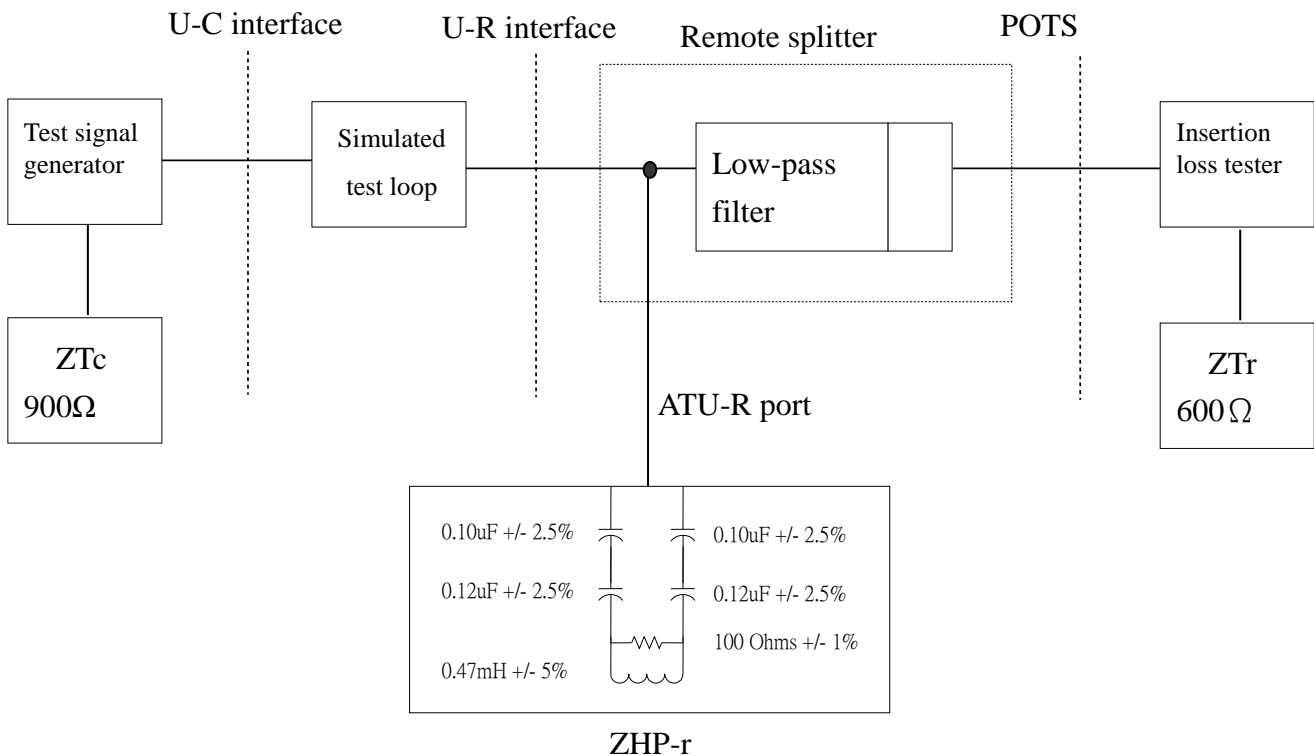 U-C interface
U-R interface
Remote splitter
POTS
Test signal
generator
Simulated
test loop
Low-pass
filter
Insertion
loss tester
ZTc
900Ω
ZTr
600Ω
ATU-R port
0.10uF +/- 2.5%
0.10uF +/- 2.5%
0.12uF +/- 2.5%
0.12uF +/- 2.5%
100 Ohms +/- 1%
0.47mH +/- 5%
ZHP-r